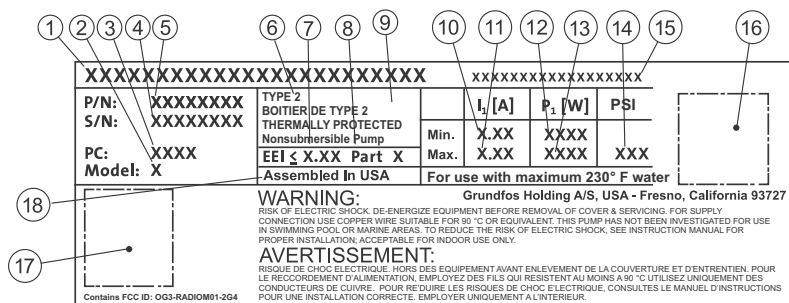 1 2 3 4 5 6 7 8 9 10 11 12 13 14 15 16
XXXXXXXXXXXXXXXXXXXXXXXX XXXXXXXXXXXXXXXXXX
P/N: XXXXXXXX
S/N: XXXXXXXX
PC: XXXX
Model: X
TYPE 2
BOITIER DE TYPE 2
THERMALLY PROTECTED
Nonsubmersible Pump
EEI ≤ X.XX Part X
Assembled In USA
I1 [A] P1 [W] PSI
Min. X.XX XXXX
Max. X.XX XXXX XXX
For use with maximum 230° F water
18
WARNING: Grundfos Holding A/S, USA - Fresno, California 93727
RISK OF ELECTRIC SHOCK. DE-ENERGIZE EQUIPMENT BEFORE REMOVAL OF COVER & SERVICING. FOR SUPPLY
CONNECTION USE COPPER WIRE SUITABLE FOR 90 °C OR EQUIVALENT. THIS PUMP HAS NOT BEEN INVESTIGATED FOR USE
IN SWIMMING POOL OR MARINE AREAS. TO REDUCE THE RISK OF ELECTRIC SHOCK, SEE INSTRUCTION MANUAL FOR
PROPER INSTALLATION; ACCEPTABLE FOR INDOOR USE ONLY.
17
AVERTISSEMENT:
RISQUE DE CHOC ELECTRIQUE. HORS DES EQUIPEMENT AVANT ENLEVEMENT DE LA COUVERTURE ET D'ENTRETIEN. POUR
LE RECCORDEMENT D'ALIMENTATION, EMPLOYEZ DES FILS QUI RESISTENT AU MOINS A 90 °C UTILISEZ UNIQUEMENT DES
CONDUCTEURS DE CUIVRE. POUR RE'DUIRE LES RISQUES DE CHOC E'LECTRIQUE, CONSULTES LE MANUEL D'INSTRUCTIONS
POUR UNE INSTALLATION CORRECTE. EMPLOYER UNIQUEMENT A L'INTERIEUR.
Contains FCC ID: OG3-RADIOM01-2G4